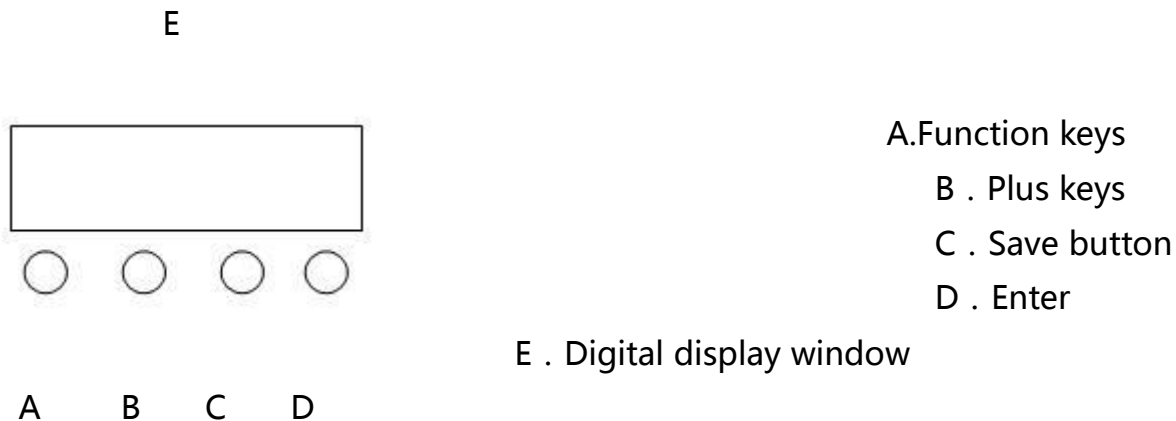 E
A.Function keys
B．Plus keys
C．Save button
D．Enter
E．Digital display window
A B C D